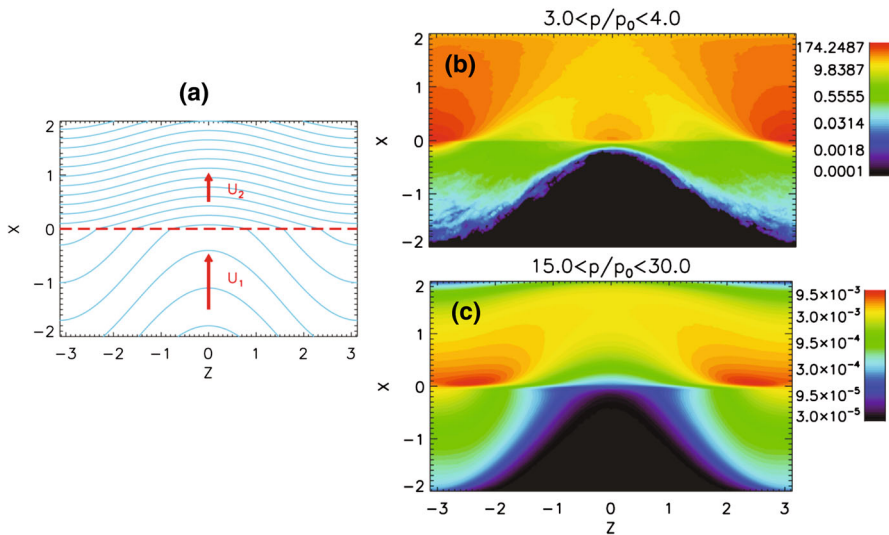 (a)
2
1
0
-1
-2
X
U₂
U₁
-3 -2 -1 0 1 2 3
Z
3.0<p/p₀<4.0
(b)
2
1
0
-1
-2
X
174.2487
9.8387
0.5555
0.0314
0.0018
0.0001
15.0<p/p₀<30.0
(c)
2
1
0
-1
-2
X
-3 -2 -1 0 1 2 3
Z
9.5×10⁻³
3.0×10⁻³
9.5×10⁻⁴
3.0×10⁻⁴
9.5×10⁻⁵
3.0×10⁻⁵